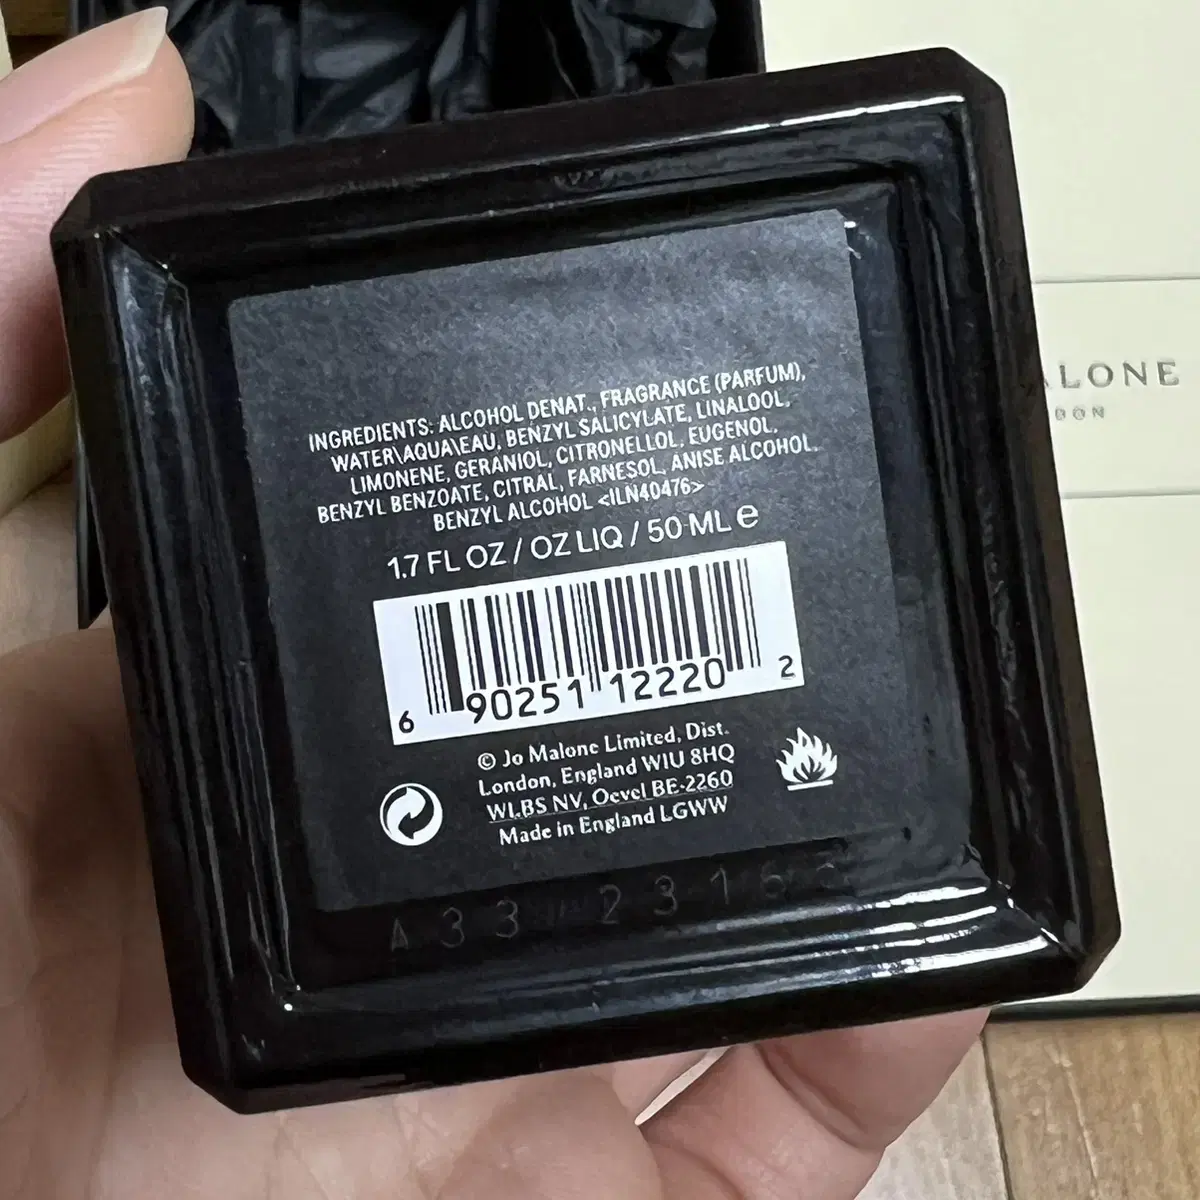 INGREDIENTS: ALCOHOL DENAT., FRAGRANCE (PARFUM),
WATER\AQUA\EAU, BENZYL SALICYLATE, LINALOOL,
LIMONENE, GERANIOL, CITRONELLOL, EUGENOL,
BENZYL BENZOATE, CITRAL, FARNESOL, ANISE ALCOHOL,
BENZYL ALCOHOL <ILN40476>
1.7 FL OZ / OZ LIQ / 50 ML e
6 90251 12220 2
© Jo Malone Limited, Dist.
London, England W1U 8HQ
WLBS NV, Oevel BE-2260
Made in England LGWW
A33
ALONE
DON